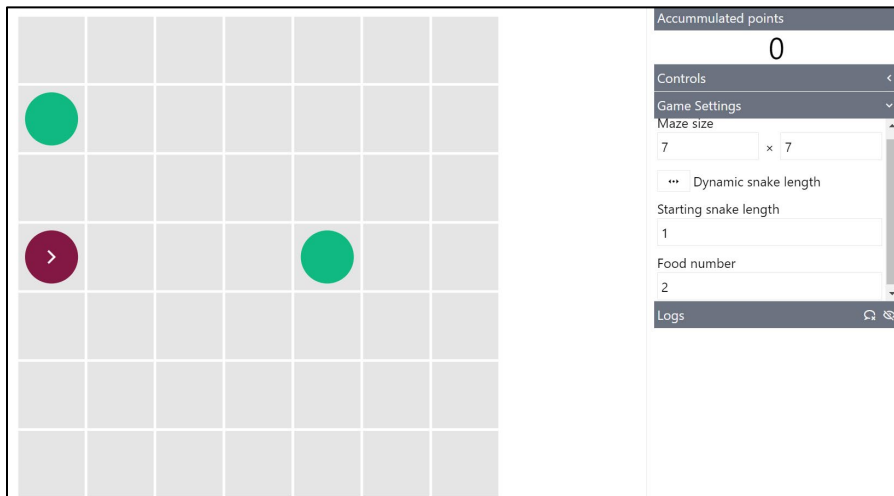 Accummulated points
0
Controls
Game Settings
Maze size
7 × 7
Dynamic snake length
Starting snake length
1
Food number
2
Logs